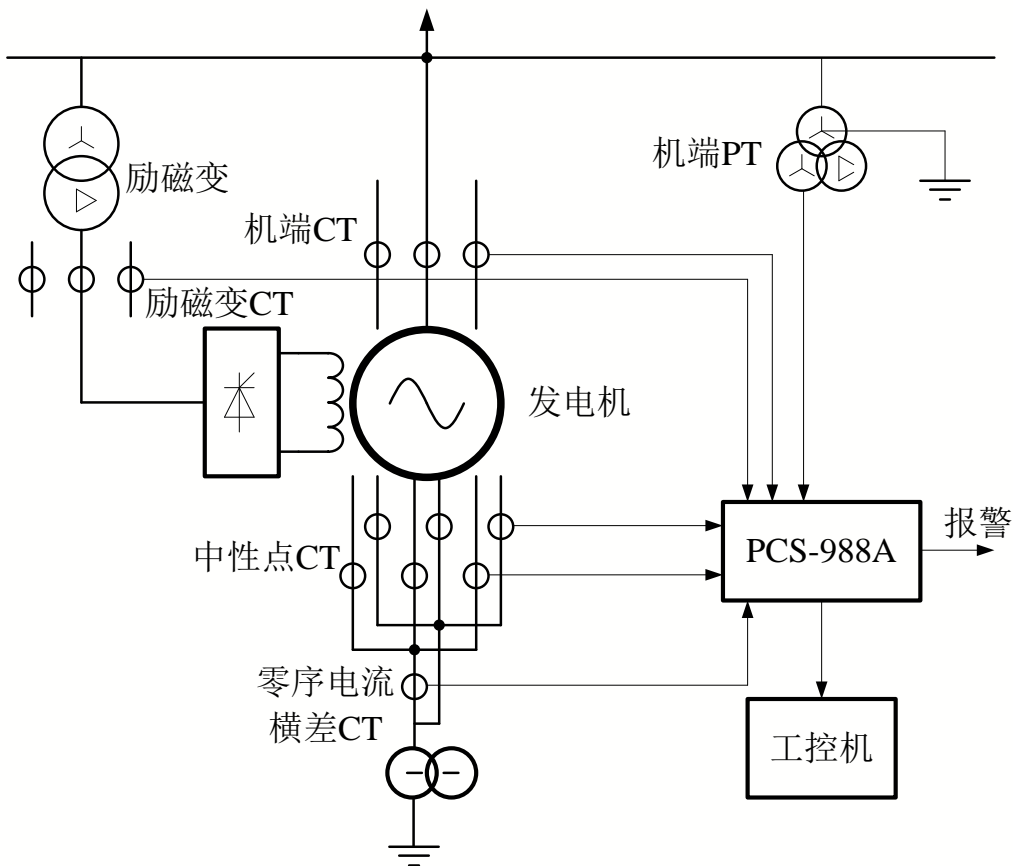 机端PT
励磁变
机端CT
励磁变CT
发电机
报警
中性点CT
PCS-988A
零序电流
横差CT
工控机